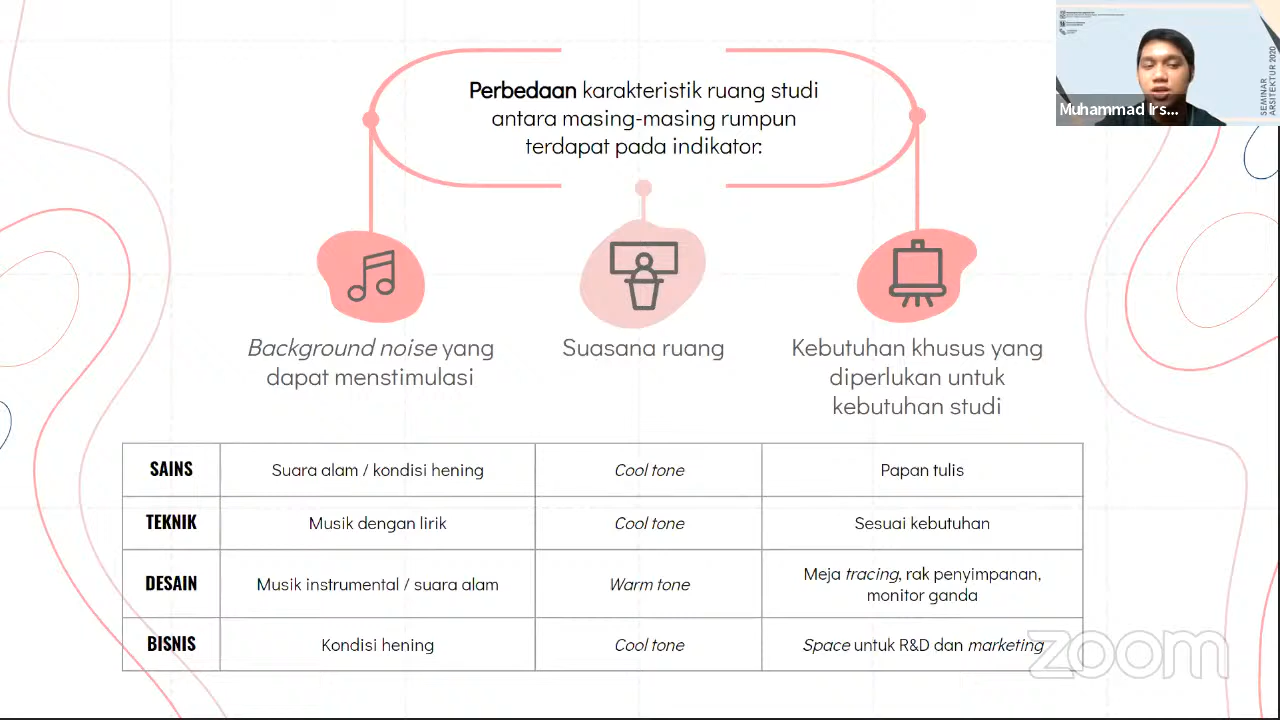 Perbedaan karakteristik ruang studi
antara masing-masing rumpun
terdapat pada indikator:
Muhammad Irs...
SEMINAR
ARSITEKTUR 2020
Background noise yang
dapat menstimulasi
Suasana ruang
Kebutuhan khusus yang
diperlukan untuk
kebutuhan studi
SAINS Suara alam / kondisi hening Cool tone Papan tulis
TEKNIK Musik dengan lirik Cool tone Sesuai kebutuhan
DESAIN Musik instrumental / suara alam Warm tone Meja tracing, rak penyimpanan,
monitor ganda
BISNIS Kondisi hening Cool tone Space untuk R&D dan marketing
zoom